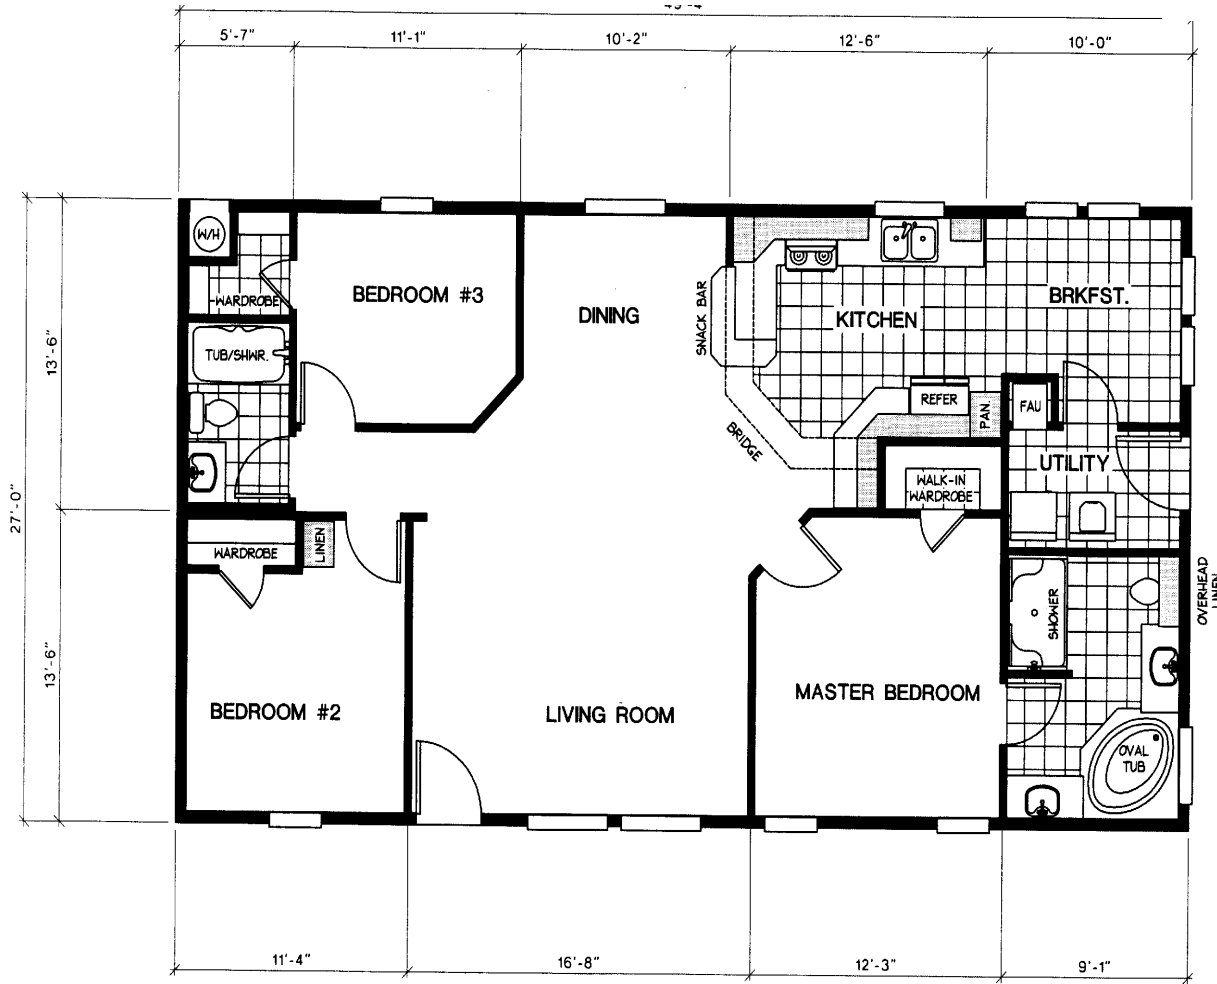 5'-7"
11'-1"
10'-2"
12'-6"
10'-0"
W/H
WARDROBE
BEDROOM #3
DINING
SNACK BAR
KITCHEN
BRKFST.
TUB/SHWR.
REFER
PAN.
FAU
BRIDGE
UTILITY
WALK-IN
WARDROBE
13'-6"
27'-0"
13'-6"
WARDROBE
LINEN
SHOWER
OVERHEAD
LINEN
BEDROOM #2
LIVING ROOM
MASTER BEDROOM
OVAL
TUB
11'-4"
16'-8"
12'-3"
9'-1"